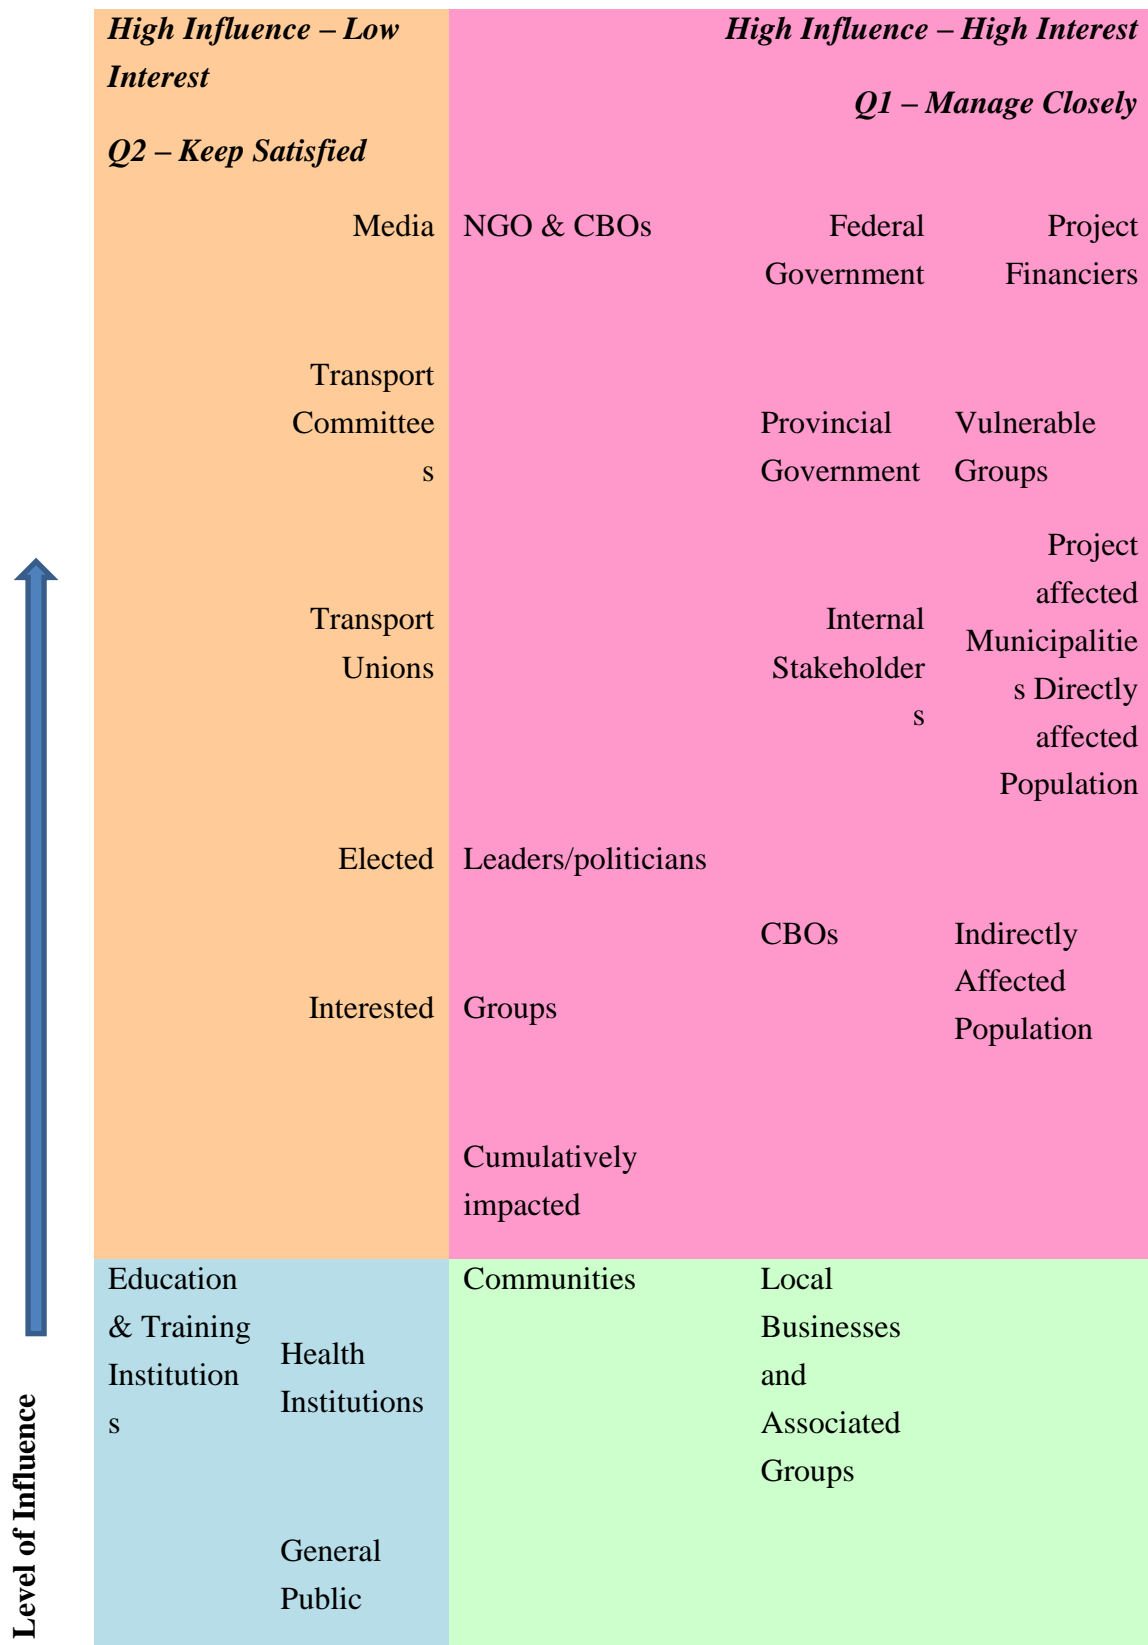 High Influence – Low
Interest
Q2 – Keep Satisfied
High Influence – High Interest
Q1 – Manage Closely
Media
NGO & CBOs
Federal
Government
Project
Financiers
Transport
Committee
s
Provincial
Government
Vulnerable
Groups
Transport
Unions
Internal
Stakeholder
s
Project
affected
Municipalitie
s Directly
affected
Population
Elected
Leaders/politicians
CBOs
Indirectly
Affected
Population
Interested
Groups
Cumulatively
impacted
Education
& Training
Institution
s
Health
Institutions
General
Public
Communities
Local
Businesses
and
Associated
Groups
Level of Influence